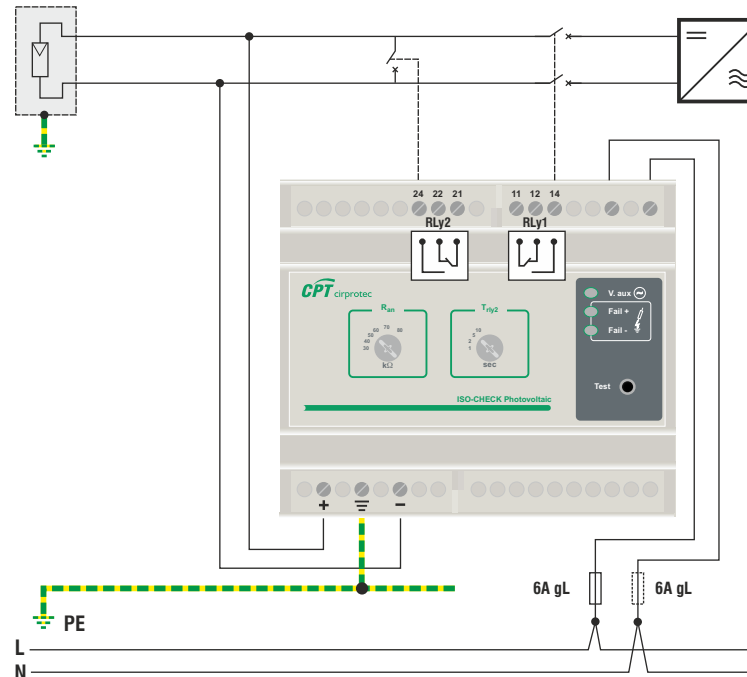 24 22 21
11 12 14
RLy2
RLy1
CPT cirprotec
V. aux
Fail +
Fail -
Test
Ran
30 40 50 60 70 80
kΩ
Trly2
1 2 5 10
sec
ISO-CHECK Photovoltaic
+
−
6A gL
6A gL
PE
L
N